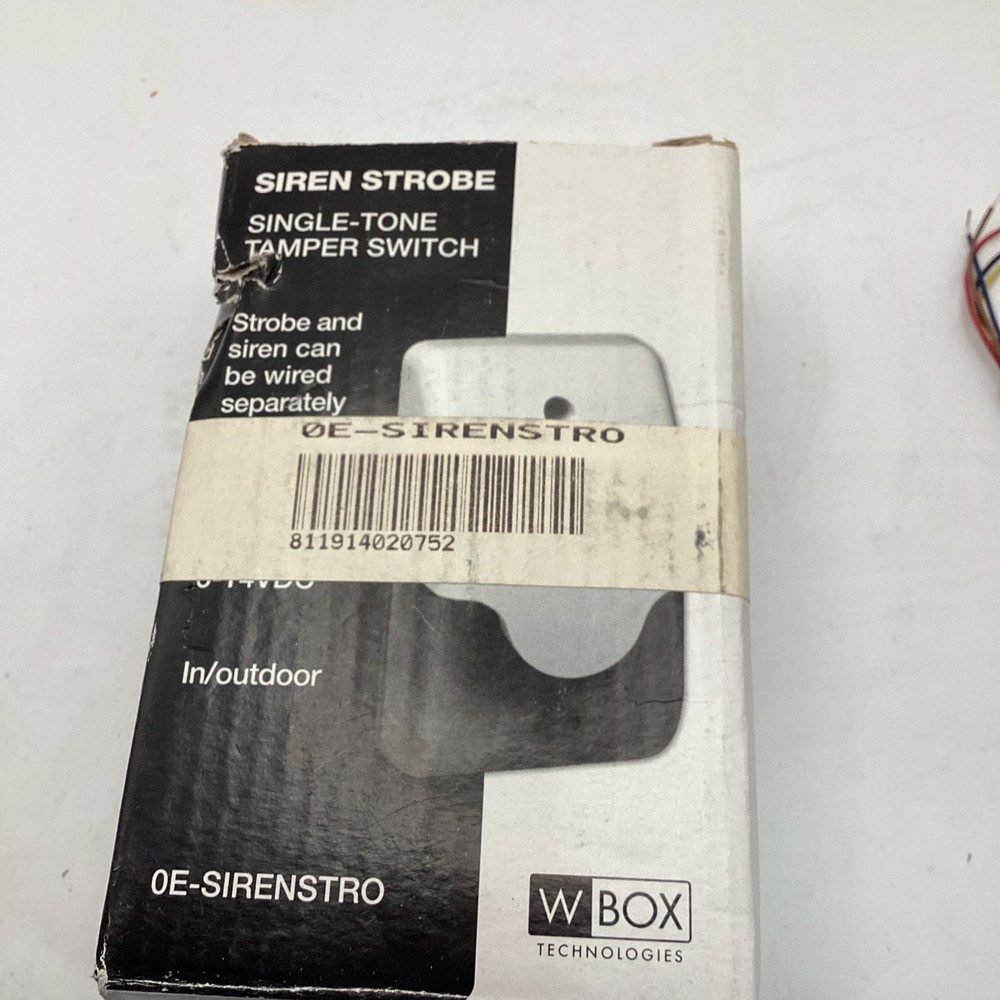 SIREN STROBE
SINGLE-TONE
TAMPER SWITCH
Strobe and
siren can
be wired
separately
0E-SIRENSTRO
811914020752
In/outdoor
0E-SIRENSTRO
W BOX
TECHNOLOGIES